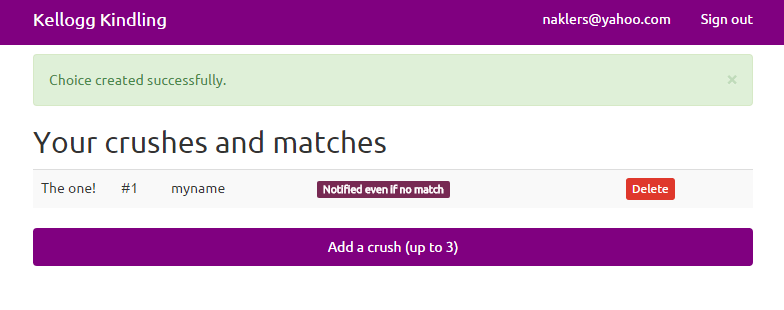 Kellogg Kindling naklers@yahoo.com Sign out
Choice created successfully. ×
Your crushes and matches
The one! #1 myname Notified even if no match Delete
Add a crush (up to 3)